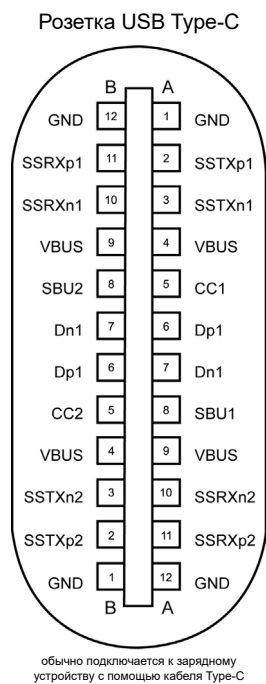 Розетка USB Type-C
B A
GND 12 1 GND
SSRXp1 11 2 SSTXp1
SSRXn1 10 3 SSTXn1
VBUS 9 4 VBUS
SBU2 8 5 CC1
Dn1 7 6 Dp1
Dp1 6 7 Dn1
CC2 5 8 SBU1
VBUS 4 9 VBUS
SSTXn2 3 10 SSRXn2
SSTXp2 2 11 SSRXp2
GND 1 12 GND
B A
обычно подключается к зарядному
устройству с помощью кабеля Type-C